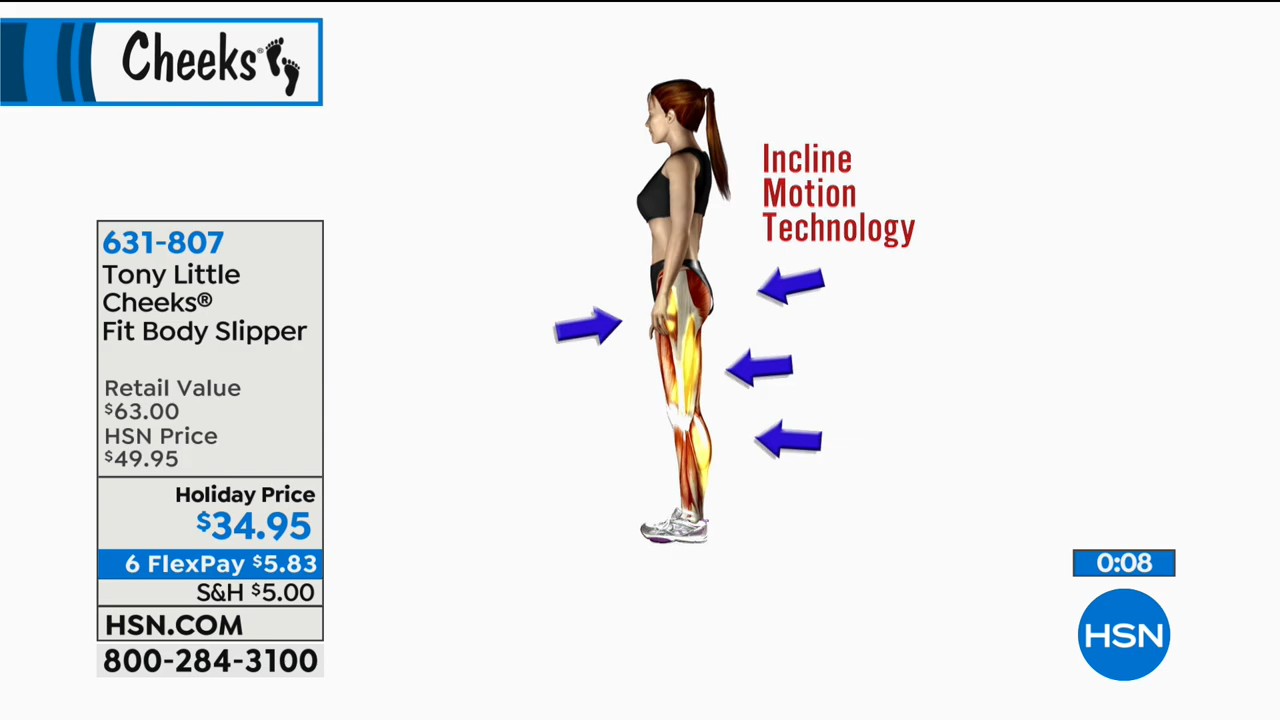 Cheeks®
631-807
Tony Little
Cheeks®
Fit Body Slipper
Retail Value
$63.00
HSN Price
$49.95
Holiday Price
$34.95
6 FlexPay $5.83
S&H $5.00
HSN.COM
800-284-3100
Incline
Motion
Technology
0:08
HSN